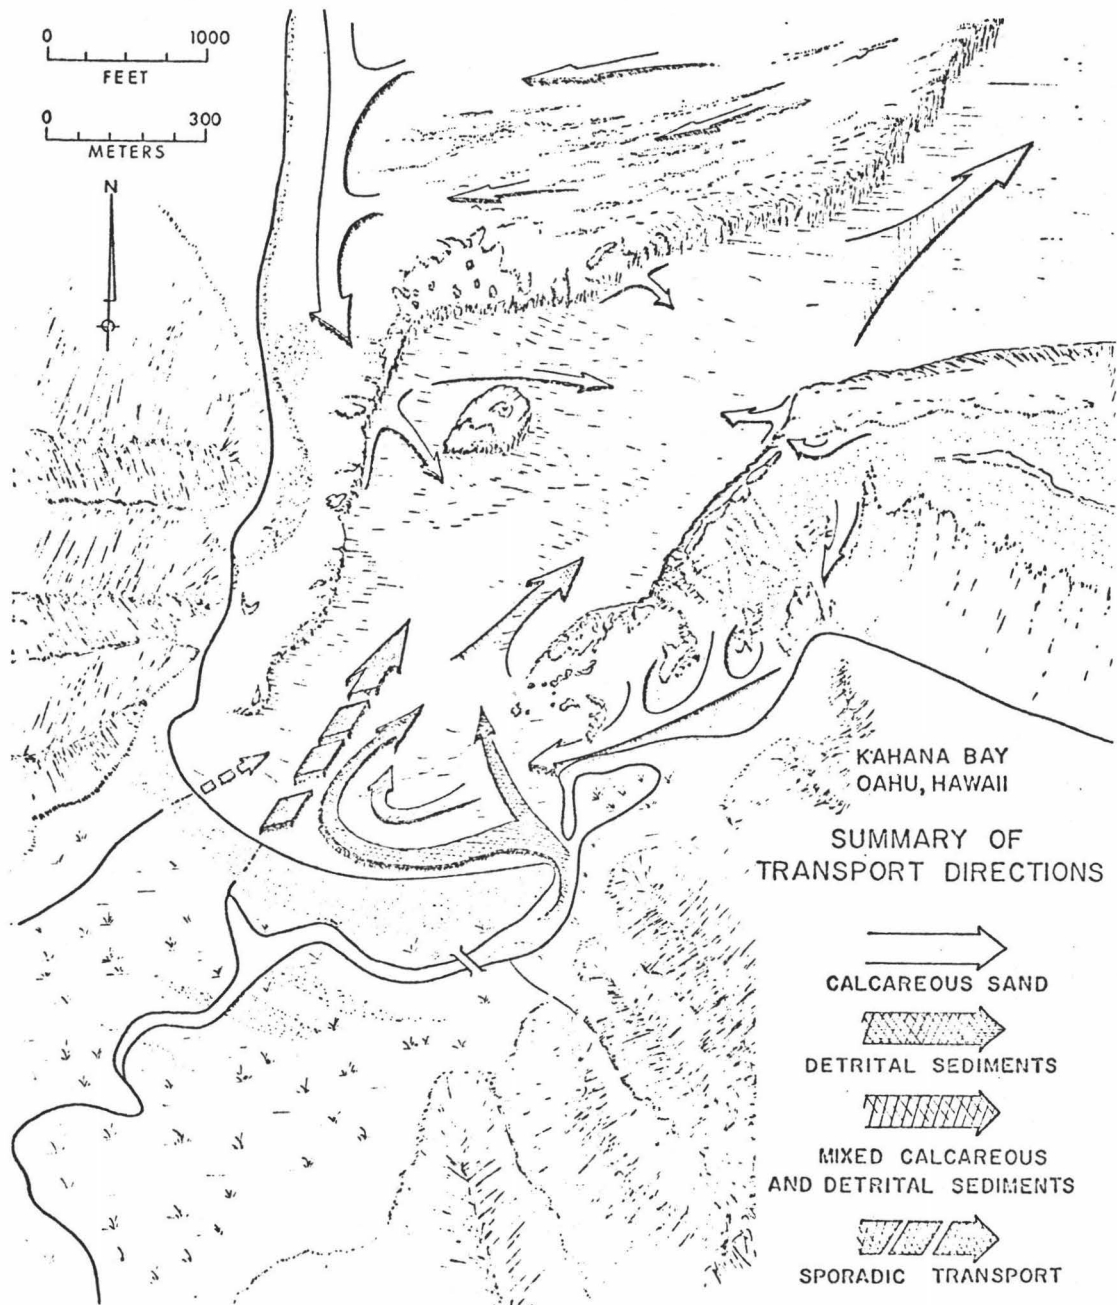 0 1000
FEET
0 300
METERS
N
KAHANA BAY
OAHU, HAWAII
SUMMARY OF
TRANSPORT DIRECTIONS
CALCAREOUS SAND
DETRITAL SEDIMENTS
MIXED CALCAREOUS
AND DETRITAL SEDIMENTS
SPORADIC TRANSPORT